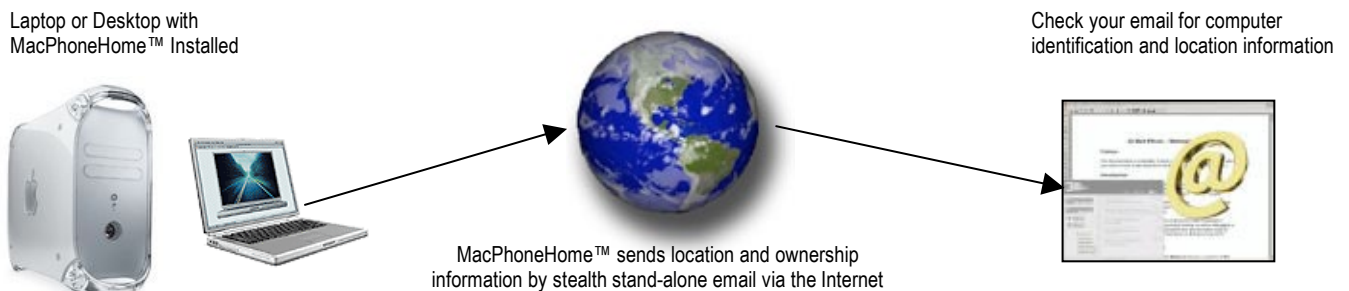 Laptop or Desktop with
MacPhoneHome™ Installed
Check your email for computer
identification and location information
@
MacPhoneHome™ sends location and ownership
information by stealth stand-alone email via the Internet